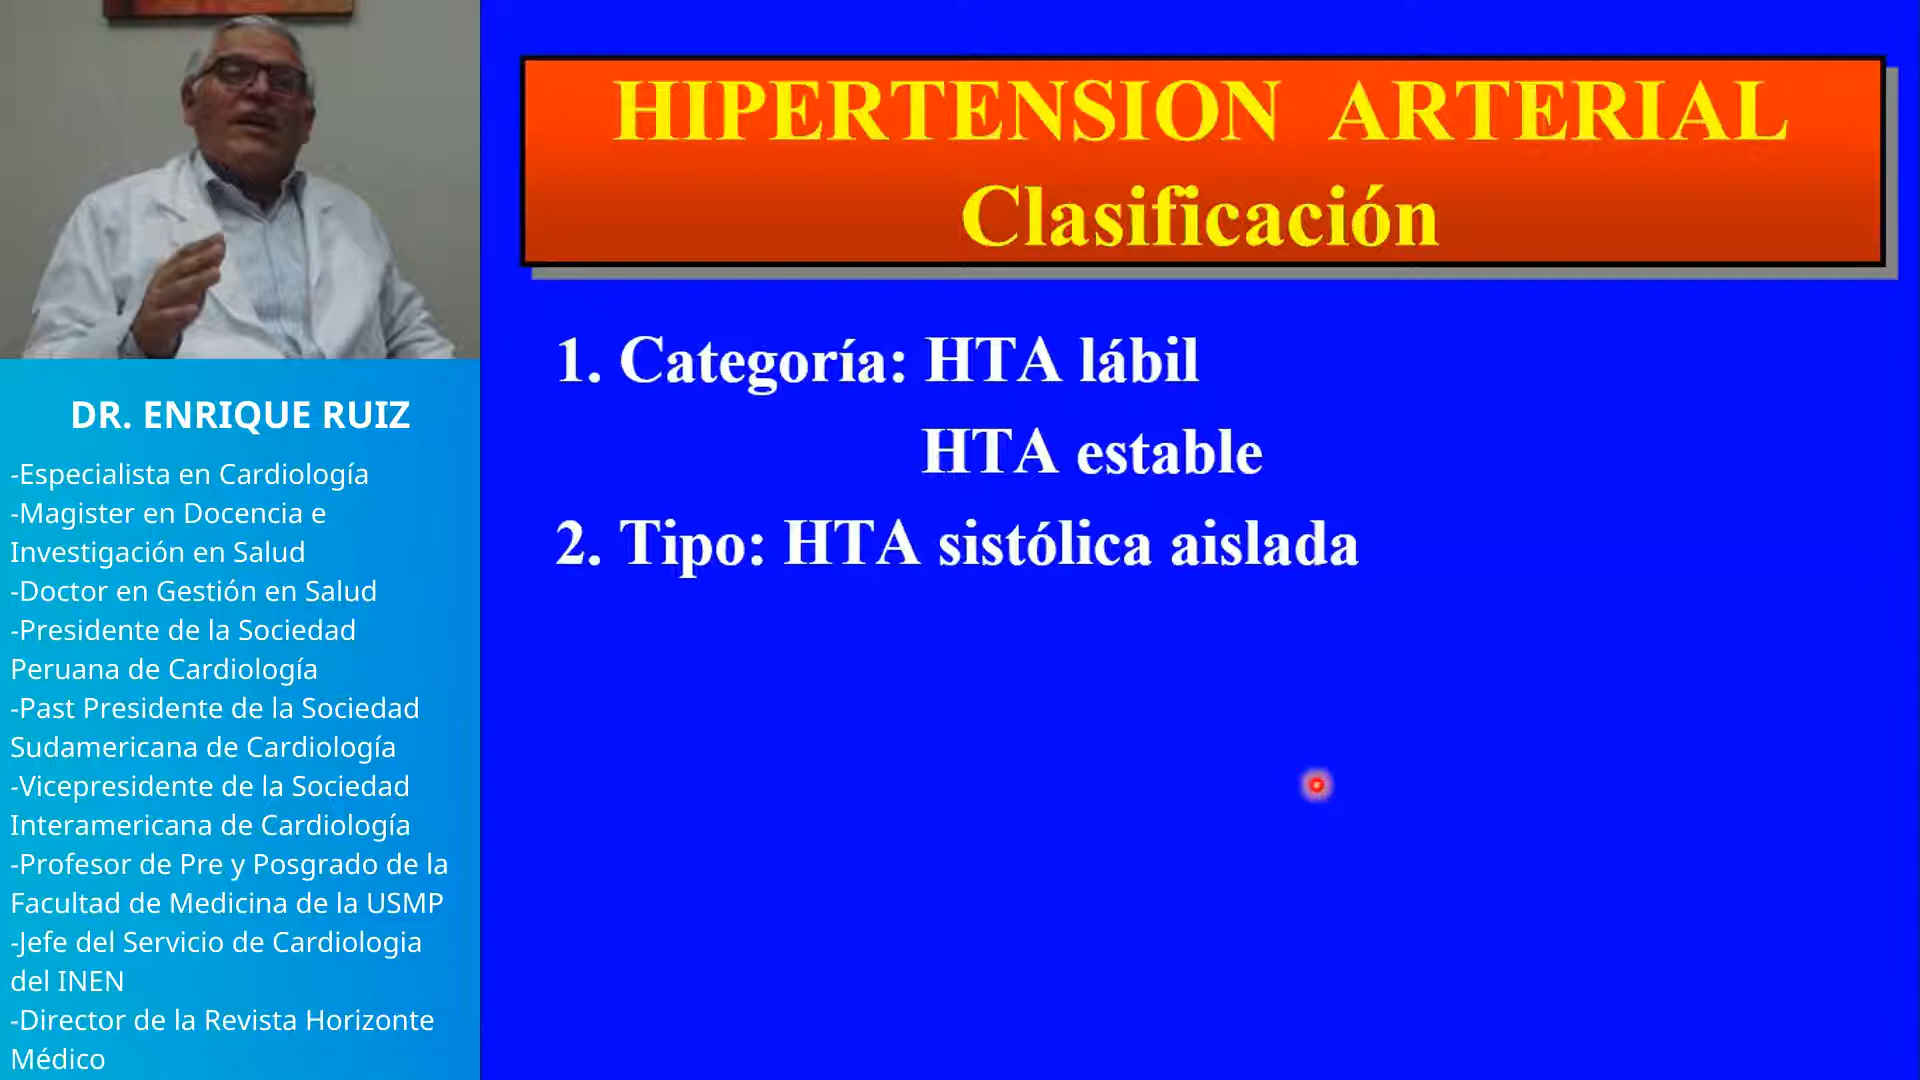 HIPERTENSION ARTERIAL
Clasificación
1. Categoría: HTA lábil
HTA estable
2. Tipo: HTA sistólica aislada
DR. ENRIQUE RUIZ
-Especialista en Cardiología
-Magister en Docencia e
Investigación en Salud
-Doctor en Gestión en Salud
-Presidente de la Sociedad
Peruana de Cardiología
-Past Presidente de la Sociedad
Sudamericana de Cardiología
-Vicepresidente de la Sociedad
Interamericana de Cardiología
-Profesor de Pre y Posgrado de la
Facultad de Medicina de la USMP
-Jefe del Servicio de Cardiologia
del INEN
-Director de la Revista Horizonte
Médico